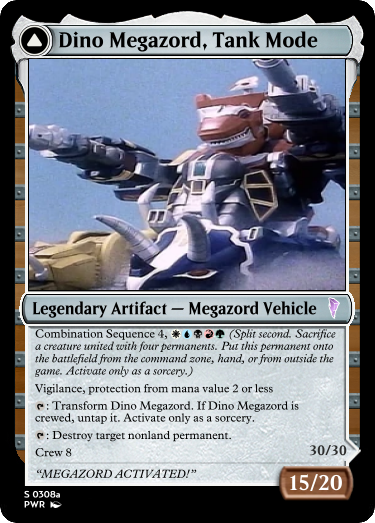 Dino Megazord, Tank Mode
Legendary Artifact — Megazord Vehicle
Combination Sequence 4, (Split second. Sacrifice
a creature united with four permanents. Put this permanent onto
the battlefield from the command zone, hand, or from outside the
game. Activate only as a sorcery.)
Vigilance, protection from mana value 2 or less
: Transform Dino Megazord. If Dino Megazord is
crewed, untap it. Activate only as a sorcery.
: Destroy target nonland permanent.
Crew 8
30/30
"MEGAZORD ACTIVATED!"
15/20
S 0308a
PWR